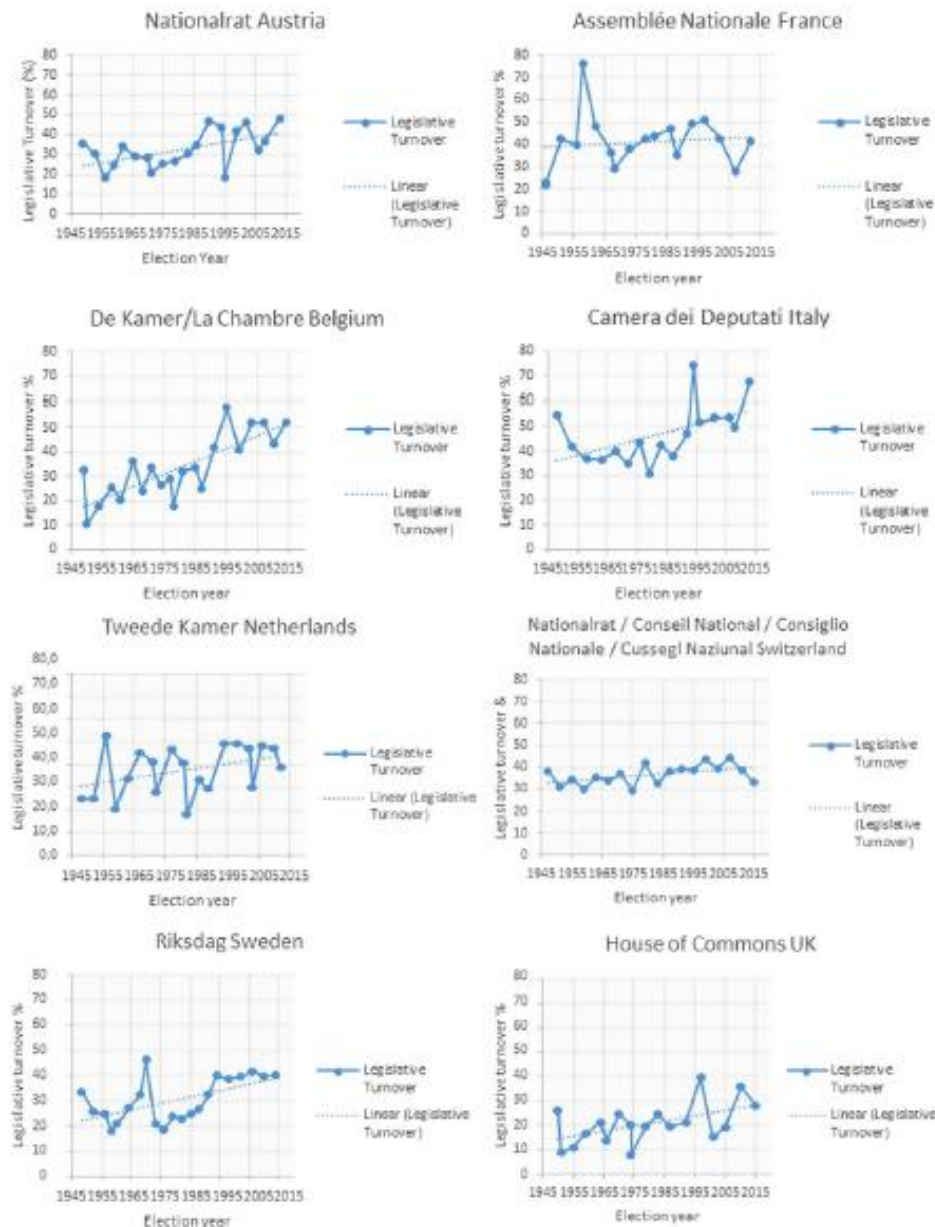 Nationalrat Austria
Legislative Turnover (%)
80
70
60
50
40
30
20
10
0
1945 1955 1965 1975 1985 1995 2005 2015
Election Year
Legislative
Turnover
Linear
(Legislative
Turnover)
Assemblée Nationale France
Legislative turnover %
80
70
60
50
40
30
20
10
0
1945 1955 1965 1975 1985 1995 2005 2015
Election year
Legislative
Turnover
Linear
(Legislative
Turnover)
De Kamer/La Chambre Belgium
Legislative turnover %
80
70
60
50
40
30
20
10
0
1945 1955 1965 1975 1985 1995 2005 2015
Election year
Legislative
Turnover
Linear
(Legislative
Turnover)
Camera dei Deputati Italy
Legislative turnover %
80
70
60
50
40
30
20
10
0
1945 1955 1965 1975 1985 1995 2005 2015
Election year
Legislative
Turnover
Linear
(Legislative
Turnover)
Tweede Kamer Netherlands
Legislative turnover %
80,0
70,0
60,0
50,0
40,0
30,0
20,0
10,0
0,0
1945 1955 1965 1975 1985 1995 2005 2015
Election year
Legislative
Turnover
Linear (Legislative
Turnover)
Nationalrat / Conseil National / Consiglio
Nationale / Cussegl Naziunal Switzerland
Legislative turnover &
80
70
60
50
40
30
20
10
0
1945 1955 1965 1975 1985 1995 2005 2015
Election year
Legislative
Turnover
Linear
(Legislative
Turnover)
Riksdag Sweden
Legislative turnover %
80
70
60
50
40
30
20
10
0
1945 1955 1965 1975 1985 1995 2005 2015
Election year
Legislative
Turnover
Linear (Legislative
Turnover)
House of Commons UK
Legislative turnover %
80
70
60
50
40
30
20
10
0
1945 1955 1965 1975 1985 1995 2005 2015
Election year
Legislative
Turnover
Linear (Legislative
Turnover)